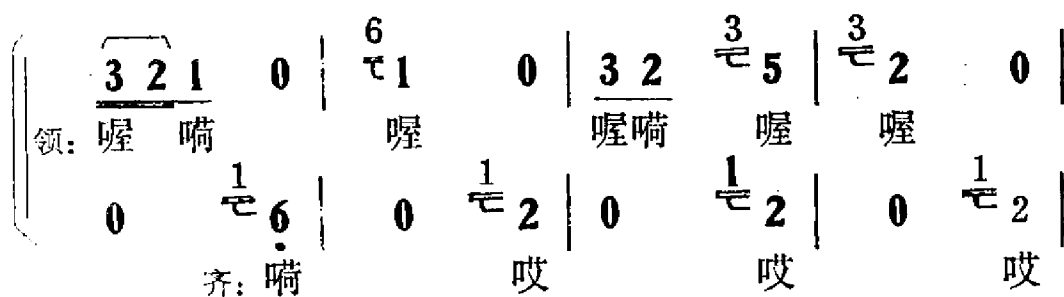 3 2 1 0 | 6 1 0 | 3 2 3 5 | 3 2 0 |
领: 喔 嗬 喔 喔嗬 喔 喔
0 1 6 | 0 1 2 | 0 1 2 | 0 1 2 |
齐: 嗬 哎 哎 哎